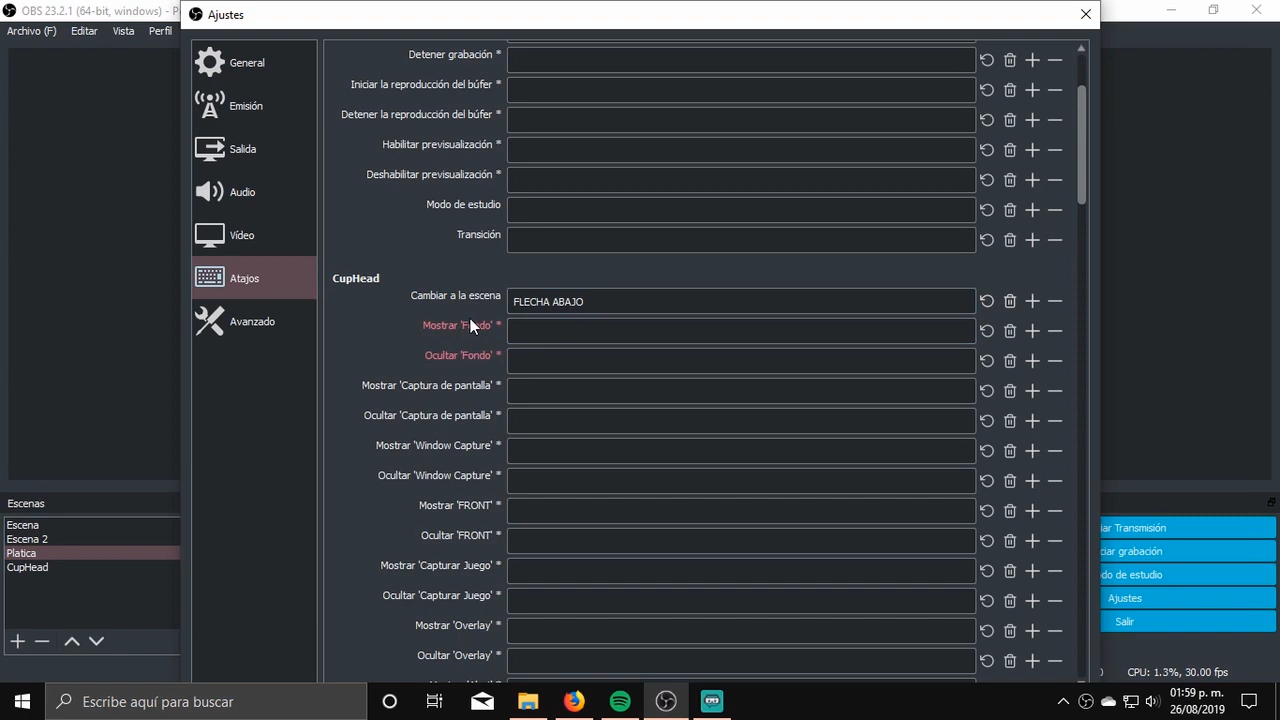 OBS 23.2.1 (64-bit, windows) - P
Ajustes
Archivo (F) Editar Vista Perfil
General
Emisión
Salida
Audio
Vídeo
Atajos
Avanzado
Detener grabación *
Iniciar la reproducción del búfer *
Detener la reproducción del búfer *
Habilitar previsualización *
Deshabilitar previsualización *
Modo de estudio
Transición
CupHead
Cambiar a la escena FLECHA ABAJO
Mostrar 'Fondo' *
Ocultar 'Fondo' *
Mostrar 'Captura de pantalla' *
Ocultar 'Captura de pantalla' *
Mostrar 'Window Capture' *
Ocultar 'Window Capture' *
Mostrar 'FRONT' *
Ocultar 'FRONT' *
Mostrar 'Capturar Juego' *
Ocultar 'Capturar Juego' *
Mostrar 'Overlay' *
Ocultar 'Overlay' *
Escenas
Escena
Escena 2
Platica
CupHead
iar Transmisión
ciar grabación
do de estudio
Ajustes
Salir
0 CPU: 1.3%, 30.00 fps
Escribe aquí para buscar
01:59 p. m.
26/08/2019